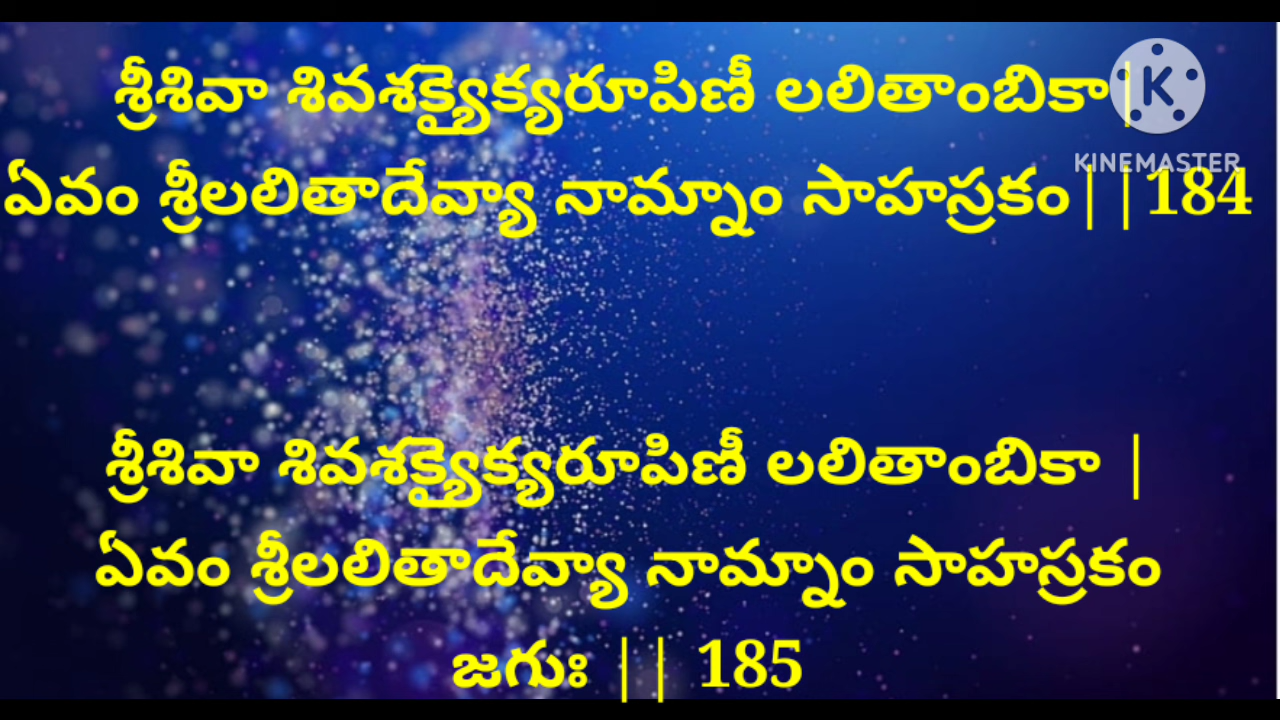 శ్రీశివా శివశక్త్యైక్యరూపిణీ లలితాంబికా|
KINEMASTER
ఏవం శ్రీలలితాదేవ్యా నామ్నాం సాహస్రకం||184
శ్రీశివా శివశక్త్యైక్యరూపిణీ లలితాంబికా |
ఏవం శ్రీలలితాదేవ్యా నామ్నాం సాహస్రకం
జగుః || 185